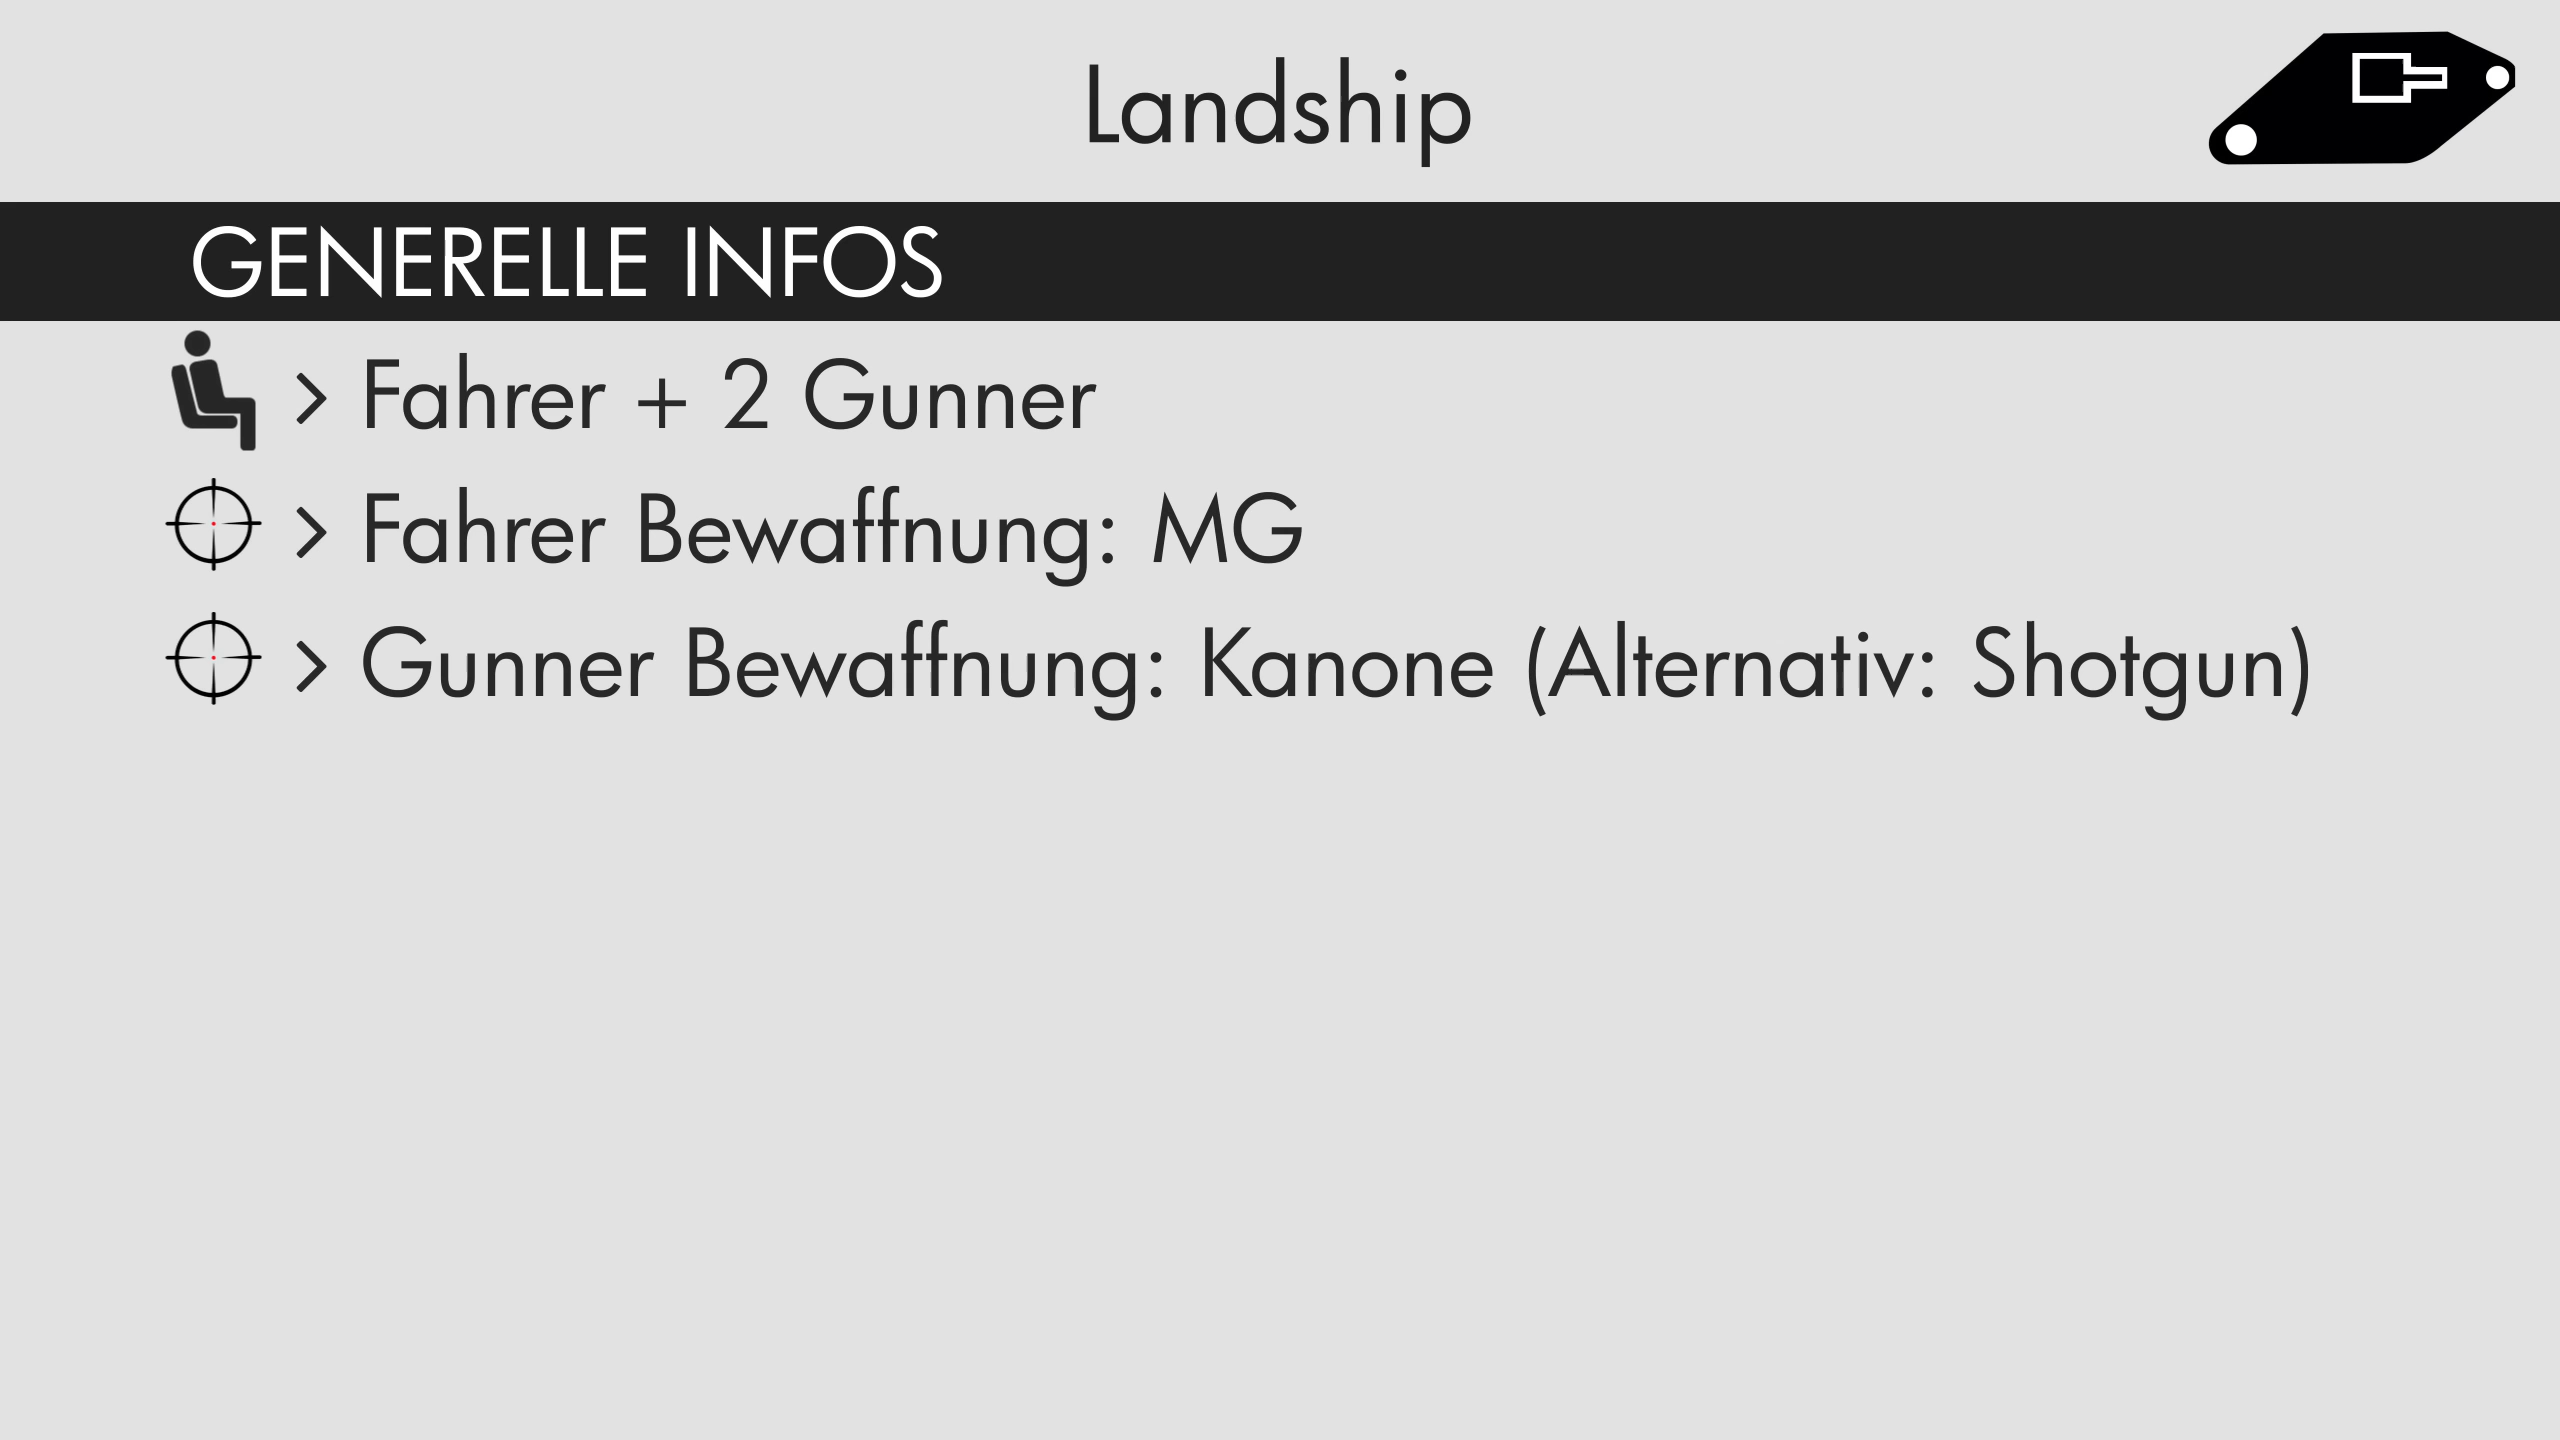 Landship
GENERELLE INFOS
> Fahrer + 2 Gunner
> Fahrer Bewaffnung: MG
> Gunner Bewaffnung: Kanone (Alternativ: Shotgun)